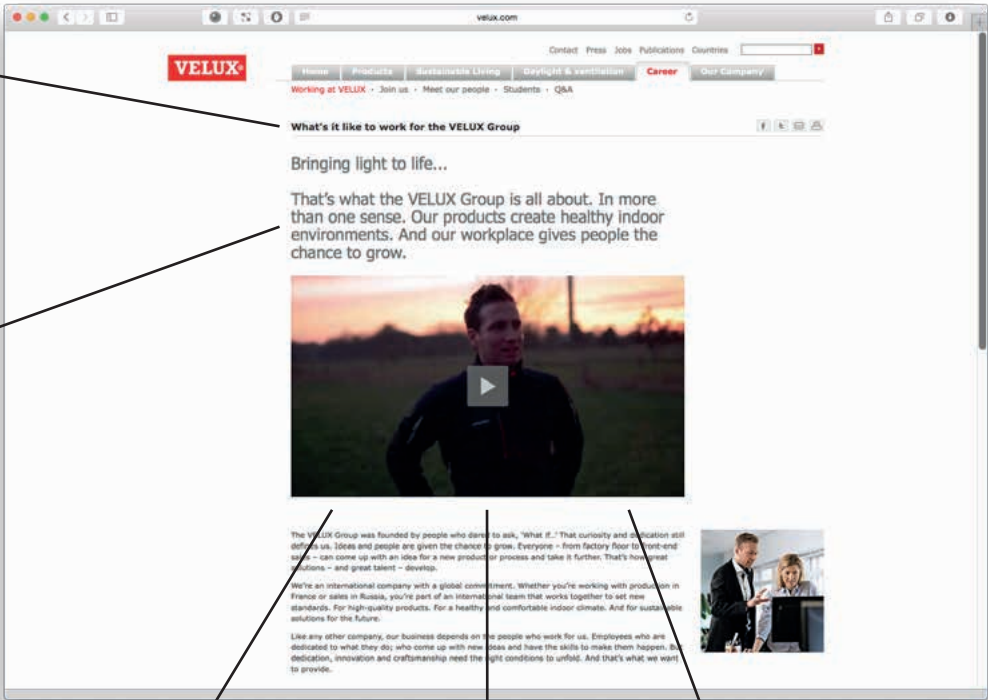 velux.com
Contact Press Jobs Publications Countries
VELUX
Home Products Sustainable Living Daylight & ventilation Career Our Company
Working at VELUX · Join us · Meet our people · Students · Q&A
What's it like to work for the VELUX Group
Bringing light to life...
That's what the VELUX Group is all about. In more
than one sense. Our products create healthy indoor
environments. And our workplace gives people the
chance to grow.
The VELUX Group was founded by people who dared to ask, 'What if..' That curiosity and dedication still
defines us. Ideas and people are given the chance to grow. Everyone – from factory floor to front-end
sales – can come up with an idea for a new product or process and take it further. That's how great
solutions – and great talent – develop.
We're an international company with a global commitment. Whether you're working with production in
France or sales in Russia, you're part of an international team that works together to set new
standards. For high-quality products. For a healthy and comfortable indoor climate. And for sustainable
solutions for the future.
Like any other company, our business depends on the people who work for us. Employees who are
dedicated to what they do; who come up with new ideas and have the skills to make them happen. But
dedication, innovation and craftsmanship need the right conditions to unfold. And that's what we want
to provide.